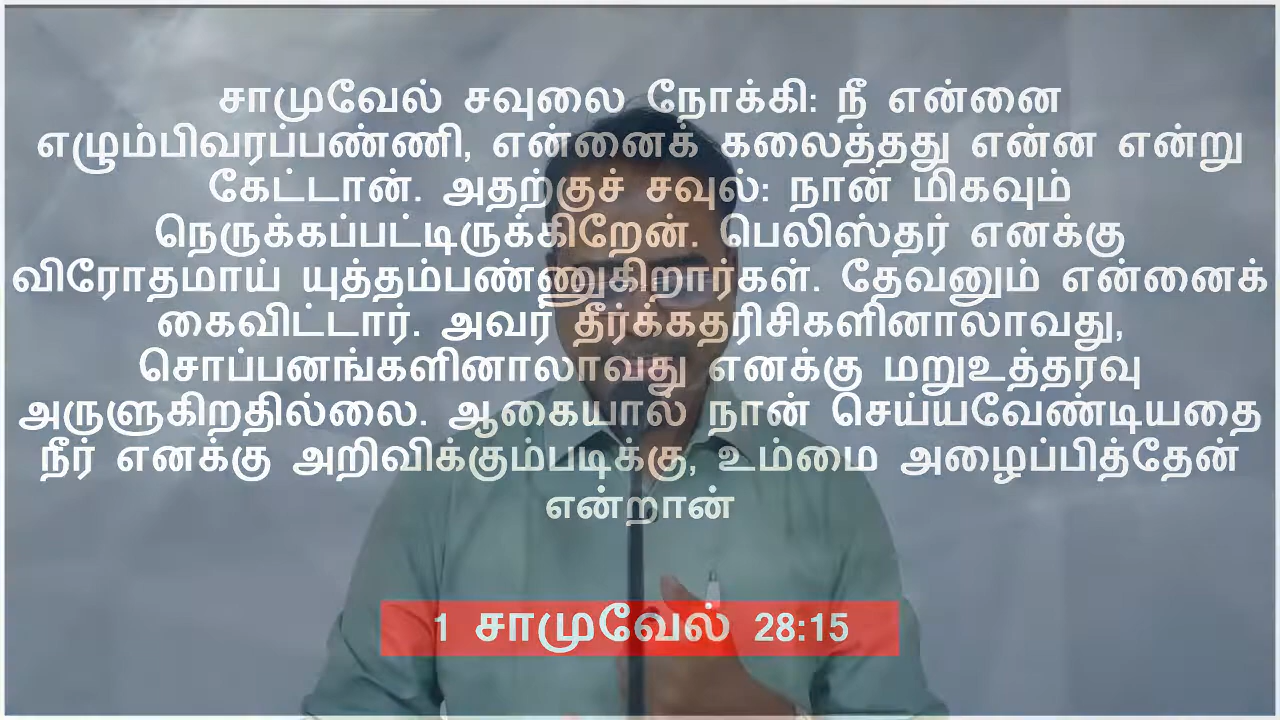 சாமுவேல் சவுலை நோக்கி: நீ என்னை
எழும்பிவரப்பண்ணி, என்னைக் கலைத்தது என்ன என்று
கேட்டான். அதற்குச் சவுல்: நான் மிகவும்
நெருக்கப்பட்டிருக்கிறேன். பெலிஸ்தர் எனக்கு
விரோதமாய் யுத்தம்பண்ணுகிறார்கள். தேவனும் என்னைக்
கைவிட்டார். அவர் தீர்க்கதரிசிகளினாலாவது,
சொப்பனங்களினாலாவது எனக்கு மறுஉத்தரவு
அருளுகிறதில்லை. ஆகையால் நான் செய்யவேண்டியதை
நீர் எனக்கு அறிவிக்கும்படிக்கு, உம்மை அழைப்பித்தேன்
என்றான்
1 சாமுவேல் 28:15